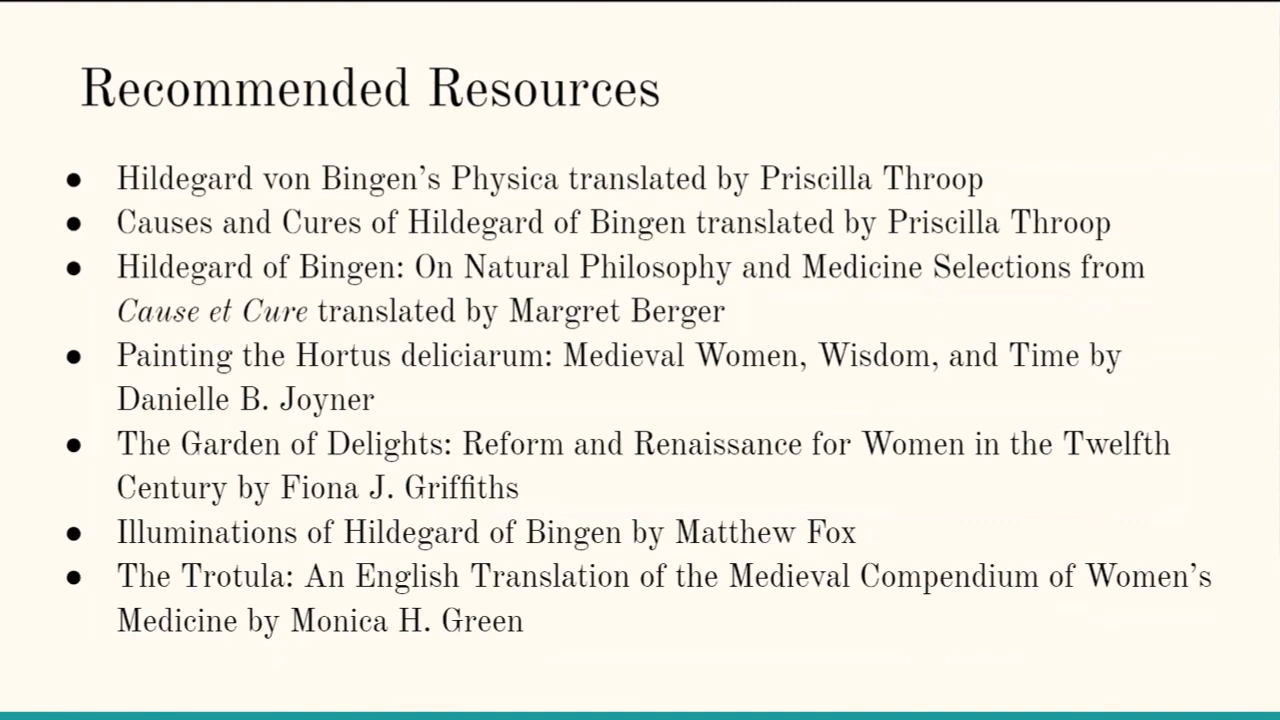 Recommended Resources
● Hildegard von Bingen’s Physica translated by Priscilla Throop
● Causes and Cures of Hildegard of Bingen translated by Priscilla Throop
● Hildegard of Bingen: On Natural Philosophy and Medicine Selections from
Cause et Cure translated by Margret Berger
● Painting the Hortus deliciarum: Medieval Women, Wisdom, and Time by
Danielle B. Joyner
● The Garden of Delights: Reform and Renaissance for Women in the Twelfth
Century by Fiona J. Griffiths
● Illuminations of Hildegard of Bingen by Matthew Fox
● The Trotula: An English Translation of the Medieval Compendium of Women’s
Medicine by Monica H. Green